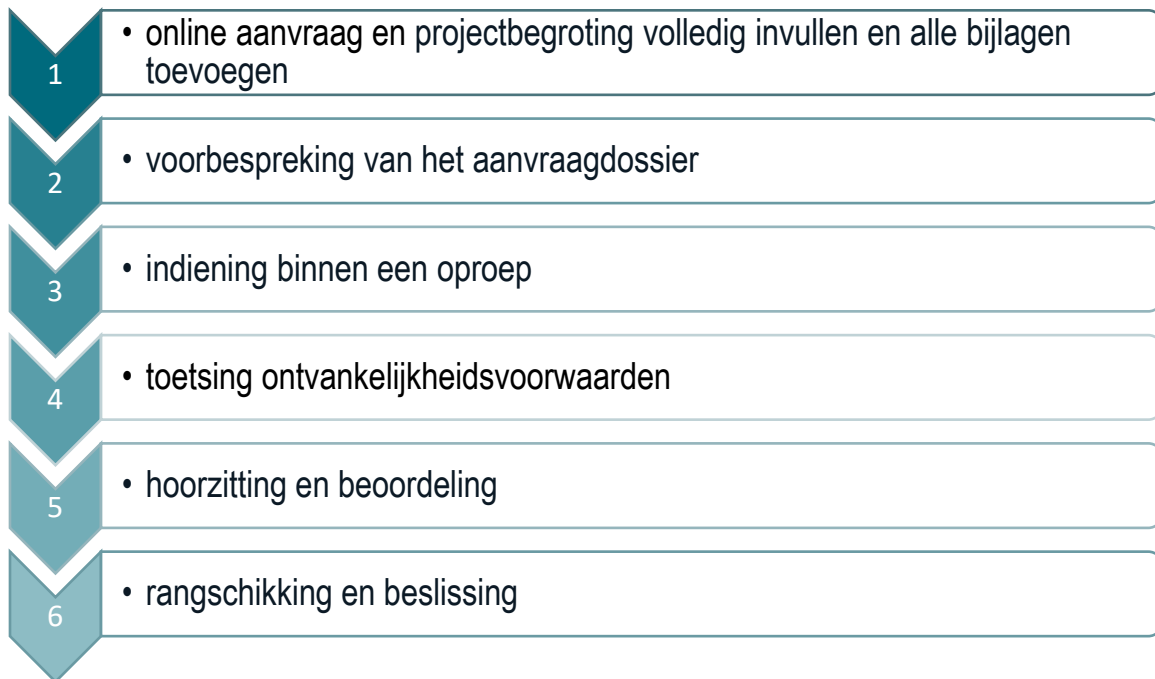 1
• online aanvraag en projectbegroting volledig invullen en alle bijlagen
toevoegen
2
• voorbespreking van het aanvraagdossier
3
• indiening binnen een oproep
4
• toetsing ontvankelijkheidsvoorwaarden
5
• hoorzitting en beoordeling
6
• rangschikking en beslissing